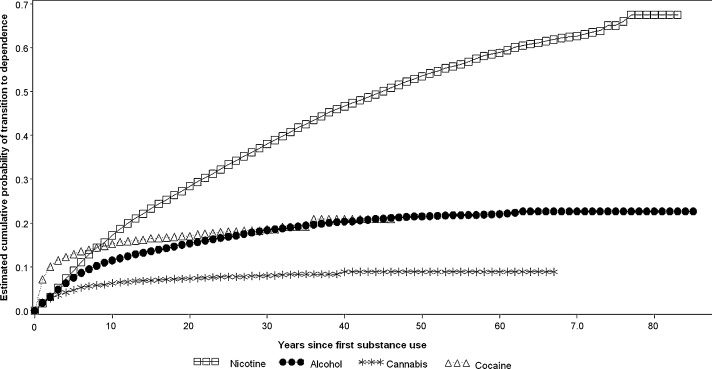 0.7
0.6
0.5
0.4
0.3
0.2
0.1
0.0
Estimated cumulative probability of transition to dependence
0 10 20 30 40 50 60 7.0 80
Years since first substance use
Nicotine Alcohol Cannabis Cocaine